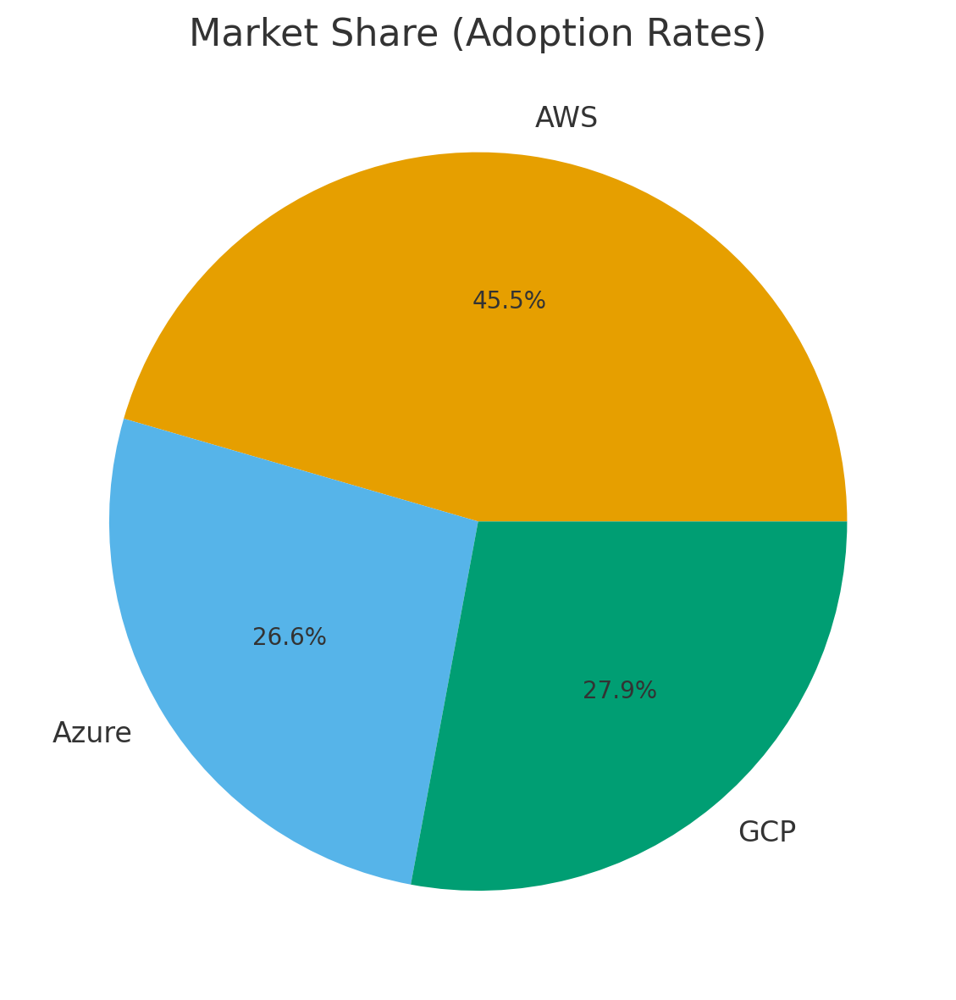 Market Share (Adoption Rates)
AWS
45.5%
26.6%
27.9%
Azure
GCP